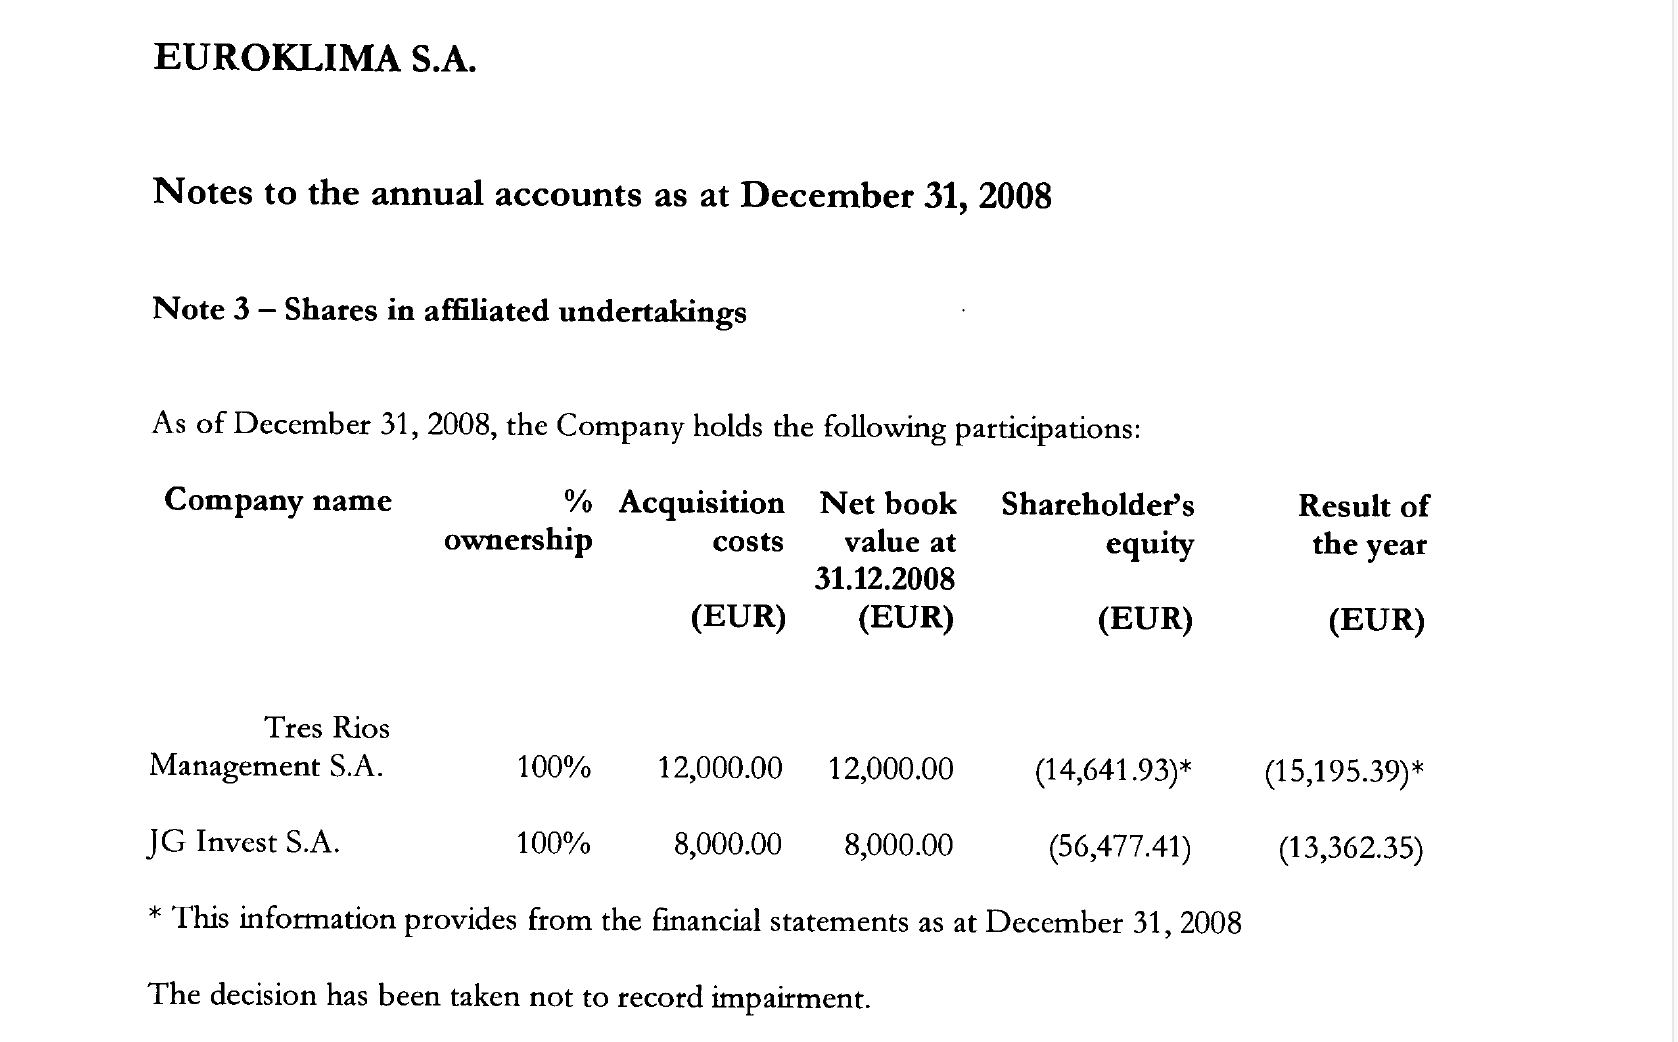 EUROKLIMA S.A.
Notes to the annual accounts as at December 31, 2008
Note 3 – Shares in affiliated undertakings
As of December 31, 2008, the Company holds the following participations:
Company name % Acquisition Net book Shareholder's Result of
ownership costs value at equity the year
31.12.2008
(EUR) (EUR) (EUR) (EUR)
Tres Rios
Management S.A. 100% 12,000.00 12,000.00 (14,641.93)* (15,195.39)*
JG Invest S.A. 100% 8,000.00 8,000.00 (56,477.41) (13,362.35)
* This information provides from the financial statements as at December 31, 2008
The decision has been taken not to record impairment.